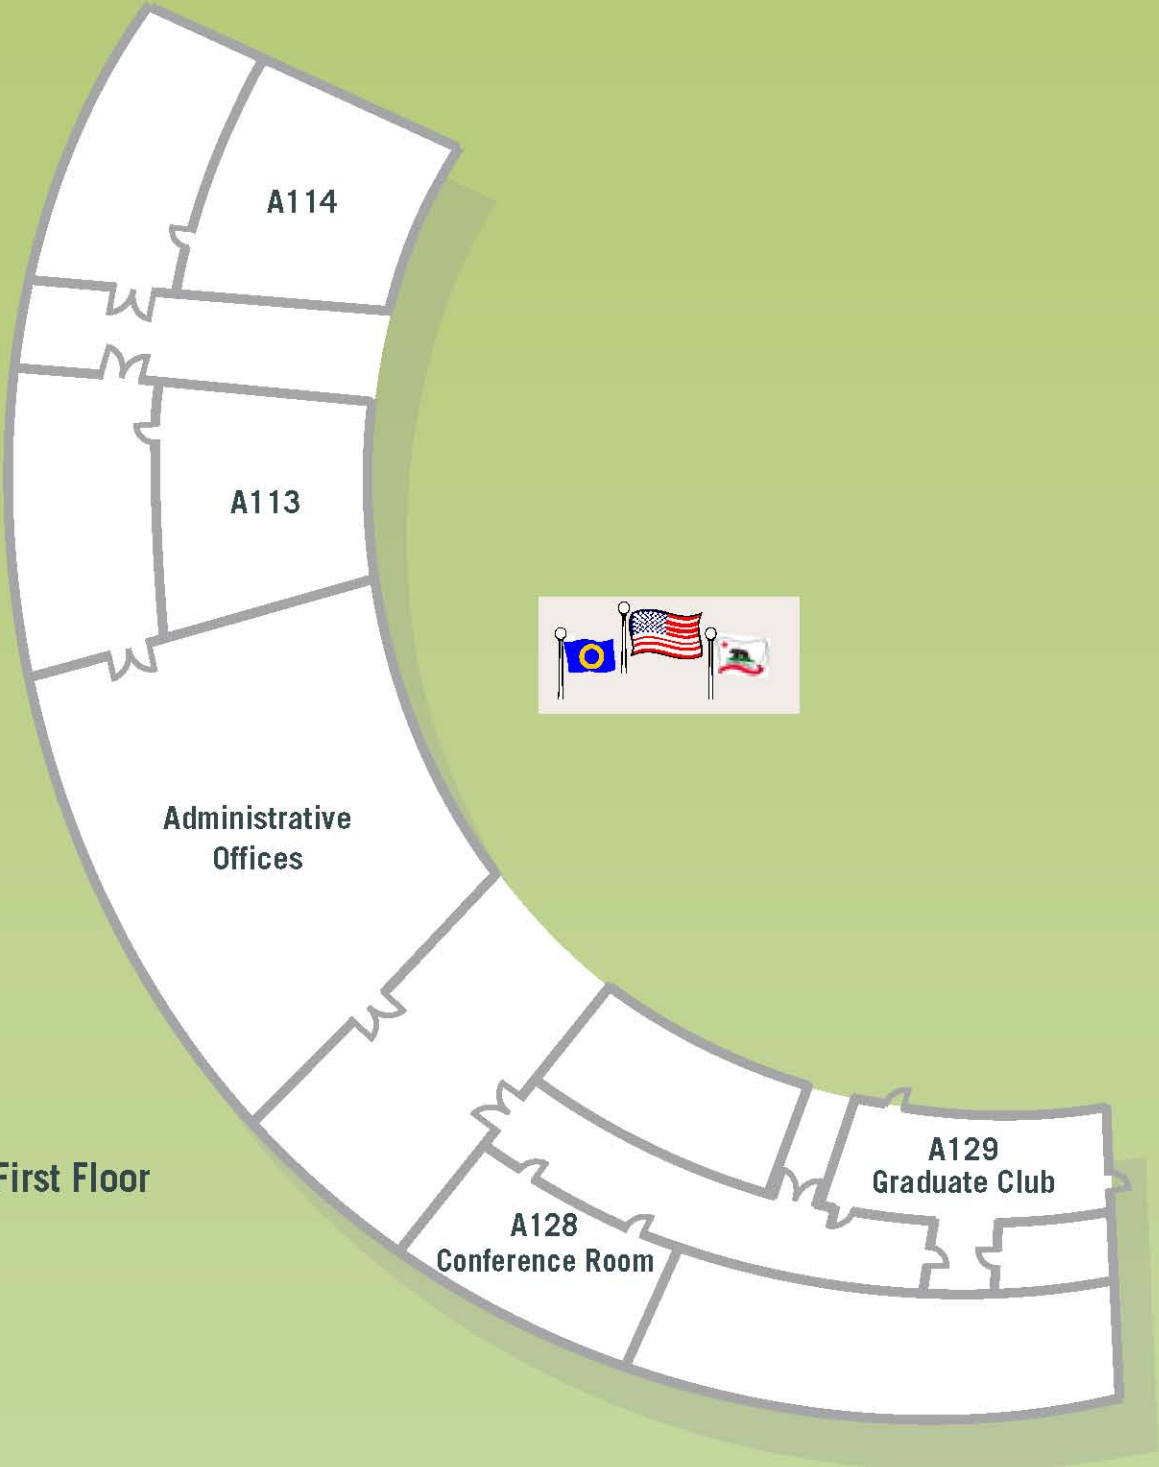 A114
A113
Administrative
Offices
First Floor
A129
Graduate Club
A128
Conference Room